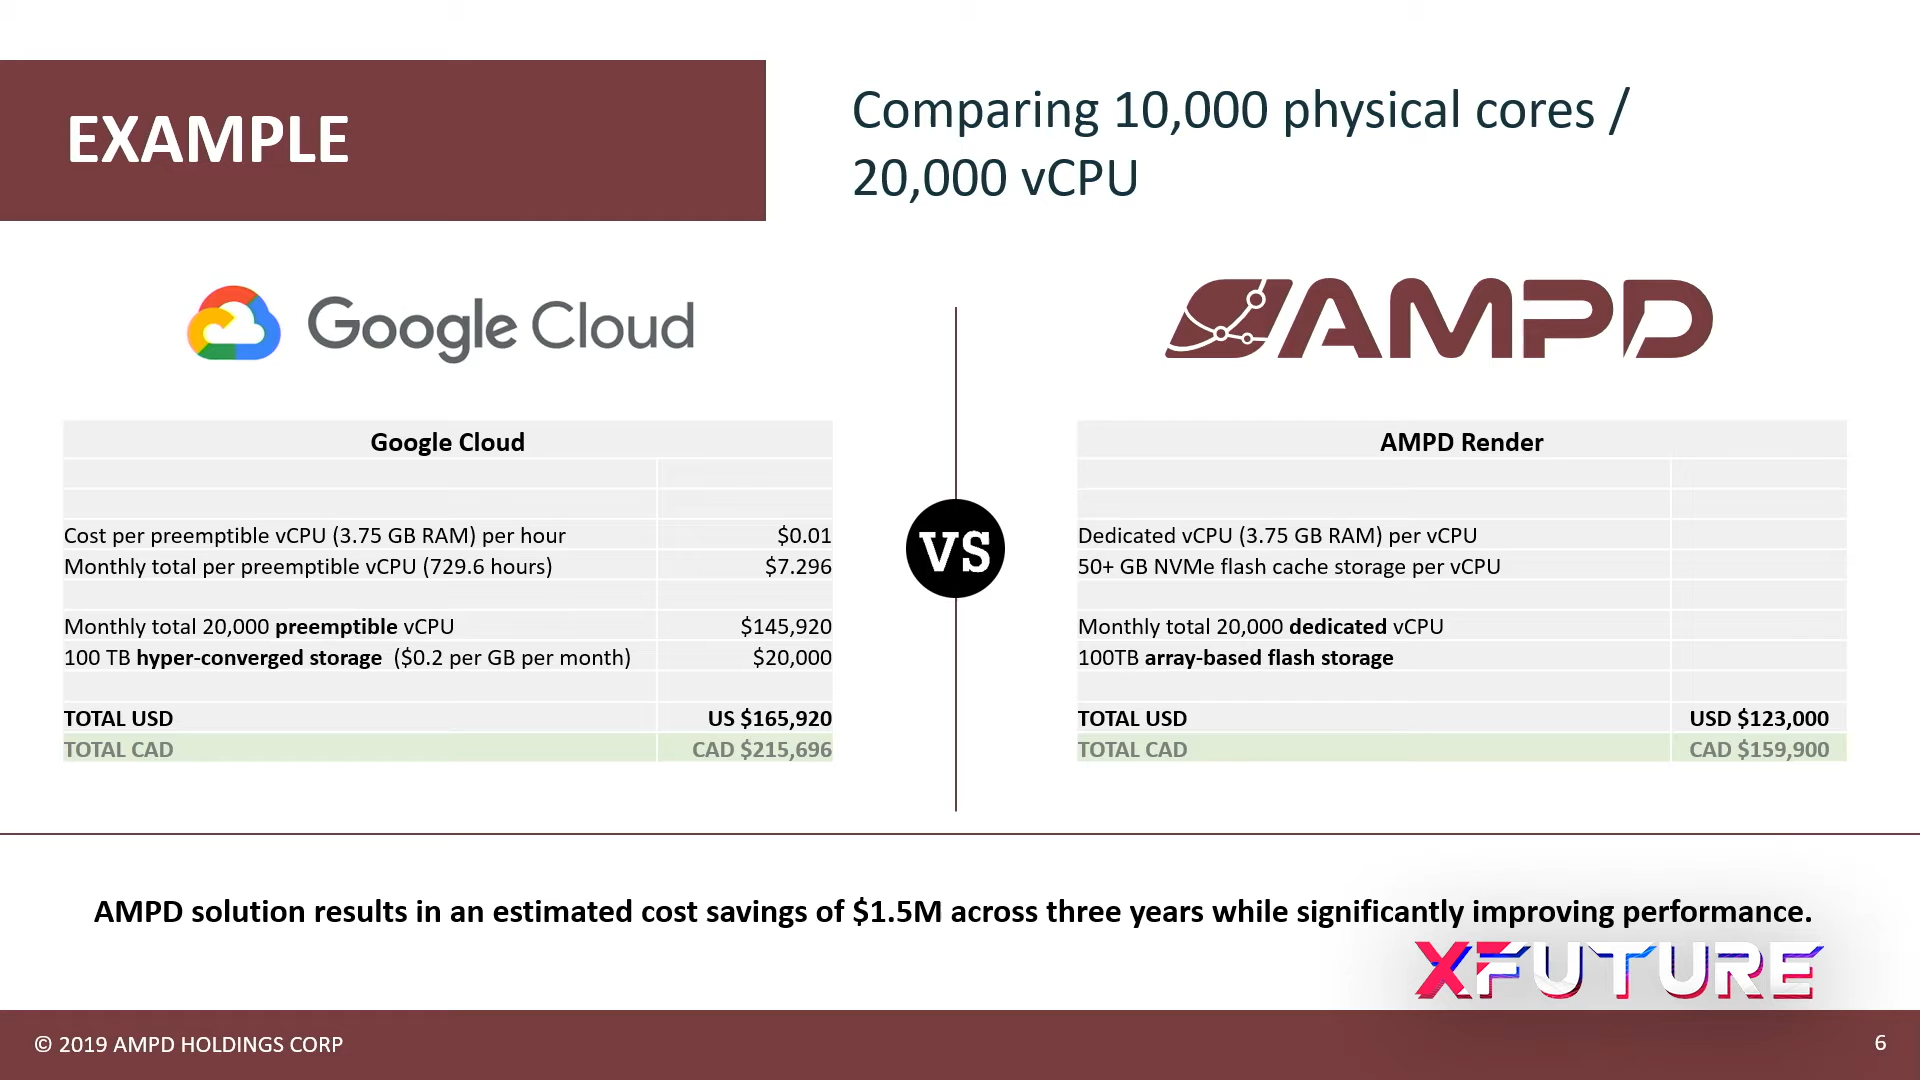 EXAMPLE
Comparing 10,000 physical cores /
20,000 vCPU
Google Cloud
AMPD
Google Cloud
Cost per preemptible vCPU (3.75 GB RAM) per hour $0.01
Monthly total per preemptible vCPU (729.6 hours) $7.296
Monthly total 20,000 preemptible vCPU $145,920
100 TB hyper-converged storage ($0.2 per GB per month) $20,000
TOTAL USD US $165,920
TOTAL CAD CAD $215,696
VS
AMPD Render
Dedicated vCPU (3.75 GB RAM) per vCPU
50+ GB NVMe flash cache storage per vCPU
Monthly total 20,000 dedicated vCPU
100TB array-based flash storage
TOTAL USD USD $123,000
TOTAL CAD CAD $159,900
AMPD solution results in an estimated cost savings of $1.5M across three years while significantly improving performance.
XFUTURE
© 2019 AMPD HOLDINGS CORP
6